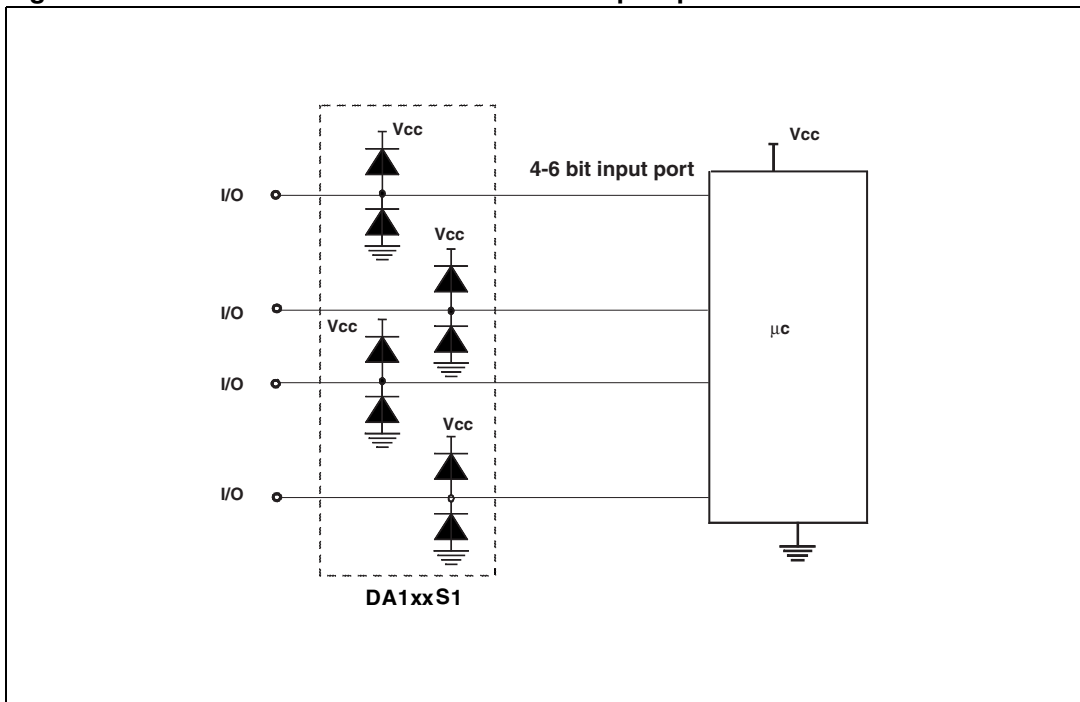 Vcc
Vcc
4-6 bit input port
I/O
Vcc
I/O
Vcc
μc
I/O
Vcc
I/O
DA1xxS1